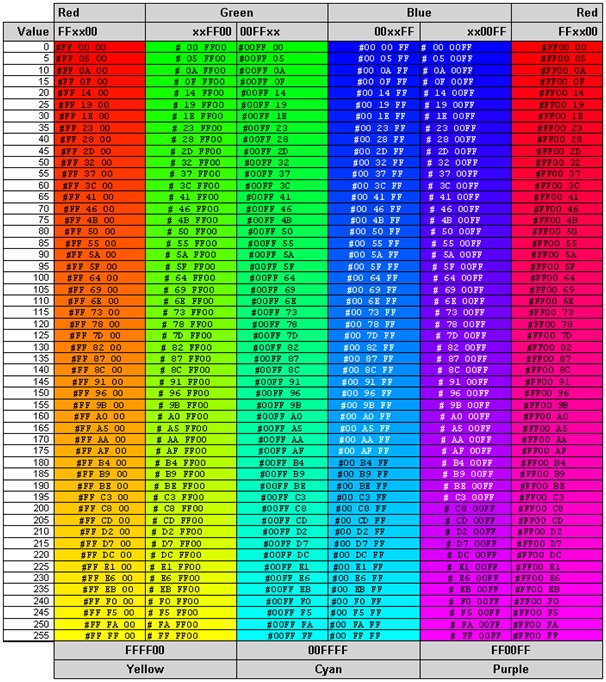 Red Green Blue Red
Value FFxx00 xxFF00 00FFxx 00xxFF xx00FF FFxx00
0 #FF 00 00 # 00 FF00 #00FF 00 #00 00 FF # 00 00FF #FF00 00
5 #FF 05 00 # 05 FF00 #00FF 05 #00 05 FF # 05 00FF #FF00 05
10 #FF 0A 00 # 0A FF00 #00FF 0A #00 0A FF # 0A 00FF #FF00 0A
15 #FF 0F 00 # 0F FF00 #00FF 0F #00 0F FF # 0F 00FF #FF00 0F
20 #FF 14 00 # 14 FF00 #00FF 14 #00 14 FF # 14 00FF #FF00 14
25 #FF 19 00 # 19 FF00 #00FF 19 #00 19 FF # 19 00FF #FF00 19
30 #FF 1E 00 # 1E FF00 #00FF 1E #00 1E FF # 1E 00FF #FF00 1E
35 #FF 23 00 # 23 FF00 #00FF 23 #00 23 FF # 23 00FF #FF00 23
40 #FF 28 00 # 28 FF00 #00FF 28 #00 28 FF # 28 00FF #FF00 28
45 #FF 2D 00 # 2D FF00 #00FF 2D #00 2D FF # 2D 00FF #FF00 2D
50 #FF 32 00 # 32 FF00 #00FF 32 #00 32 FF # 32 00FF #FF00 32
55 #FF 37 00 # 37 FF00 #00FF 37 #00 37 FF # 37 00FF #FF00 37
60 #FF 3C 00 # 3C FF00 #00FF 3C #00 3C FF # 3C 00FF #FF00 3C
65 #FF 41 00 # 41 FF00 #00FF 41 #00 41 FF # 41 00FF #FF00 41
70 #FF 46 00 # 46 FF00 #00FF 46 #00 46 FF # 46 00FF #FF00 46
75 #FF 4B 00 # 4B FF00 #00FF 4B #00 4B FF # 4B 00FF #FF00 4B
80 #FF 50 00 # 50 FF00 #00FF 50 #00 50 FF # 50 00FF #FF00 50
85 #FF 55 00 # 55 FF00 #00FF 55 #00 55 FF # 55 00FF #FF00 55
90 #FF 5A 00 # 5A FF00 #00FF 5A #00 5A FF # 5A 00FF #FF00 5A
95 #FF 5F 00 # 5F FF00 #00FF 5F #00 5F FF # 5F 00FF #FF00 5F
100 #FF 64 00 # 64 FF00 #00FF 64 #00 64 FF # 64 00FF #FF00 64
105 #FF 69 00 # 69 FF00 #00FF 69 #00 69 FF # 69 00FF #FF00 69
110 #FF 6E 00 # 6E FF00 #00FF 6E #00 6E FF # 6E 00FF #FF00 6E
115 #FF 73 00 # 73 FF00 #00FF 73 #00 73 FF # 73 00FF #FF00 73
120 #FF 78 00 # 78 FF00 #00FF 78 #00 78 FF # 78 00FF #FF00 78
125 #FF 7D 00 # 7D FF00 #00FF 7D #00 7D FF # 7D 00FF #FF00 7D
130 #FF 82 00 # 82 FF00 #00FF 82 #00 82 FF # 82 00FF #FF00 82
135 #FF 87 00 # 87 FF00 #00FF 87 #00 87 FF # 87 00FF #FF00 87
140 #FF 8C 00 # 8C FF00 #00FF 8C #00 8C FF # 8C 00FF #FF00 8C
145 #FF 91 00 # 91 FF00 #00FF 91 #00 91 FF # 91 00FF #FF00 91
150 #FF 96 00 # 96 FF00 #00FF 96 #00 96 FF # 96 00FF #FF00 96
155 #FF 9B 00 # 9B FF00 #00FF 9B #00 9B FF # 9B 00FF #FF00 9B
160 #FF A0 00 # A0 FF00 #00FF A0 #00 A0 FF # A0 00FF #FF00 A0
165 #FF A5 00 # A5 FF00 #00FF A5 #00 A5 FF # A5 00FF #FF00 A5
170 #FF AA 00 # AA FF00 #00FF AA #00 AA FF # AA 00FF #FF00 AA
175 #FF AF 00 # AF FF00 #00FF AF #00 AF FF # AF 00FF #FF00 AF
180 #FF B4 00 # B4 FF00 #00FF B4 #00 B4 FF # B4 00FF #FF00 B4
185 #FF B9 00 # B9 FF00 #00FF B9 #00 B9 FF # B9 00FF #FF00 B9
190 #FF BE 00 # BE FF00 #00FF BE #00 BE FF # BE 00FF #FF00 BE
195 #FF C3 00 # C3 FF00 #00FF C3 #00 C3 FF # C3 00FF #FF00 C3
200 #FF C8 00 # C8 FF00 #00FF C8 #00 C8 FF # C8 00FF #FF00 C8
205 #FF CD 00 # CD FF00 #00FF CD #00 CD FF # CD 00FF #FF00 CD
210 #FF D2 00 # D2 FF00 #00FF D2 #00 D2 FF # D2 00FF #FF00 D2
215 #FF D7 00 # D7 FF00 #00FF D7 #00 D7 FF # D7 00FF #FF00 D7
220 #FF DC 00 # DC FF00 #00FF DC #00 DC FF # DC 00FF #FF00 DC
225 #FF E1 00 # E1 FF00 #00FF E1 #00 E1 FF # E1 00FF #FF00 E1
230 #FF E6 00 # E6 FF00 #00FF E6 #00 E6 FF # E6 00FF #FF00 E6
235 #FF EB 00 # EB FF00 #00FF EB #00 EB FF # EB 00FF #FF00 EB
240 #FF F0 00 # F0 FF00 #00FF F0 #00 F0 FF # F0 00FF #FF00 F0
245 #FF F5 00 # F5 FF00 #00FF F5 #00 F5 FF # F5 00FF #FF00 F5
250 #FF FA 00 # FA FF00 #00FF FA #00 FA FF # FA 00FF #FF00 FA
255 #FF FF 00 # FF FF00 #00FF FF #00 FF FF # FF 00FF #FF00 FF
FFFF00 00FFFF FF00FF
Yellow Cyan Purple